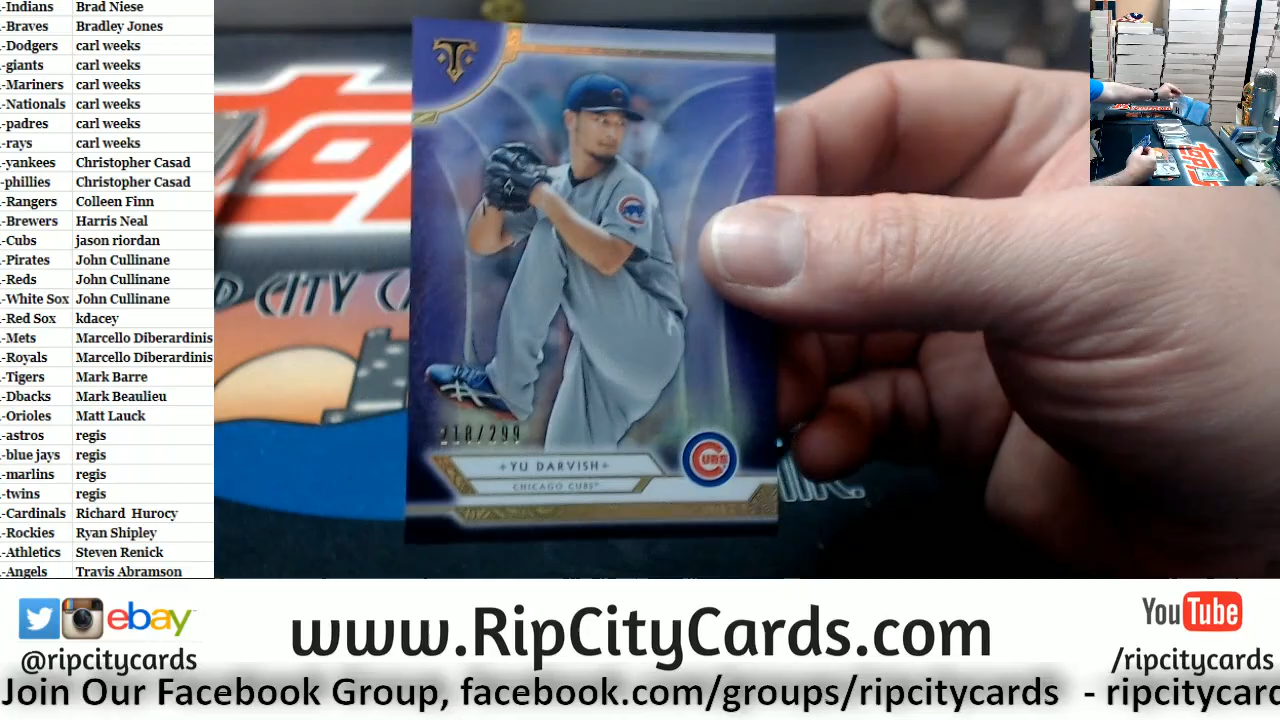 -Indians Brad Niese
-Braves Bradley Jones
-Dodgers carl weeks
-giants carl weeks
-Mariners carl weeks
-Nationals carl weeks
-padres carl weeks
-rays carl weeks
-yankees Christopher Casad
-phillies Christopher Casad
-Rangers Colleen Finn
-Brewers Harris Neal
-Cubs jason riordan
-Pirates John Cullinane
-Reds John Cullinane
-White Sox John Cullinane
-Red Sox kdacey
-Mets Marcello Diberardinis
-Royals Marcello Diberardinis
-Tigers Mark Barre
-Dbacks Mark Beaulieu
-Orioles Matt Lauck
-astros regis
-blue jays regis
-marlins regis
-twins regis
-Cardinals Richard Hurocy
-Rockies Ryan Shipley
-Athletics Steven Renick
-Angels Travis Abramson
T
CITY
218/299
YU DARVISH
CHICAGO CUBS
CUBS
ebay
@ripcitycards
www.RipCityCards.com
YouTube
/ripcitycards
Join Our Facebook Group, facebook.com/groups/ripcitycards - ripcitycar